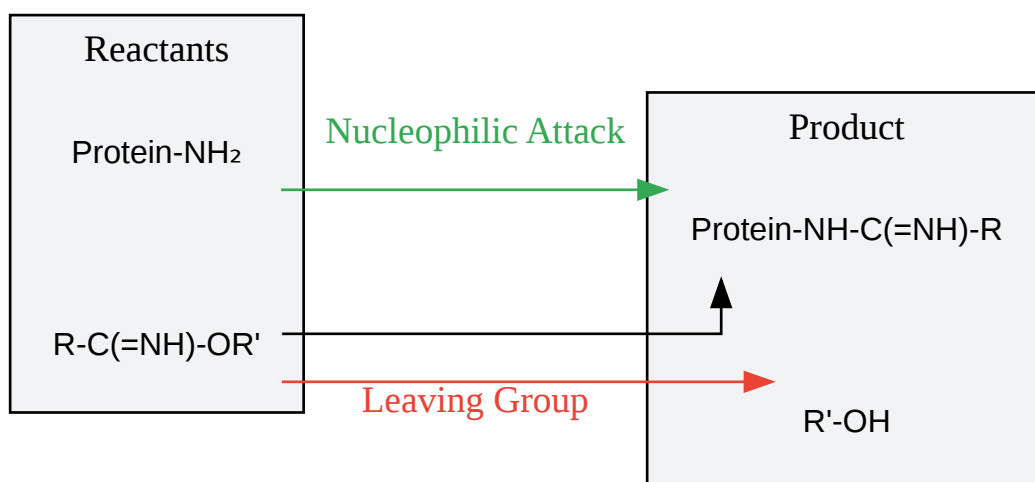 Reactants
Protein-NH₂
R-C(=NH)-OR'
Nucleophilic Attack
Leaving Group
Product
Protein-NH-C(=NH)-R
R'-OH